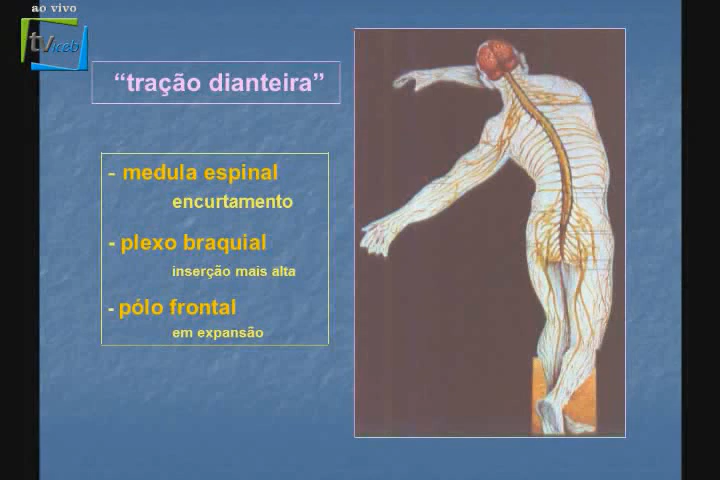 ao vivo
tv iceb
“tração dianteira”
- medula espinal
encurtamento
- plexo braquial
inserção mais alta
- pólo frontal
em expansão